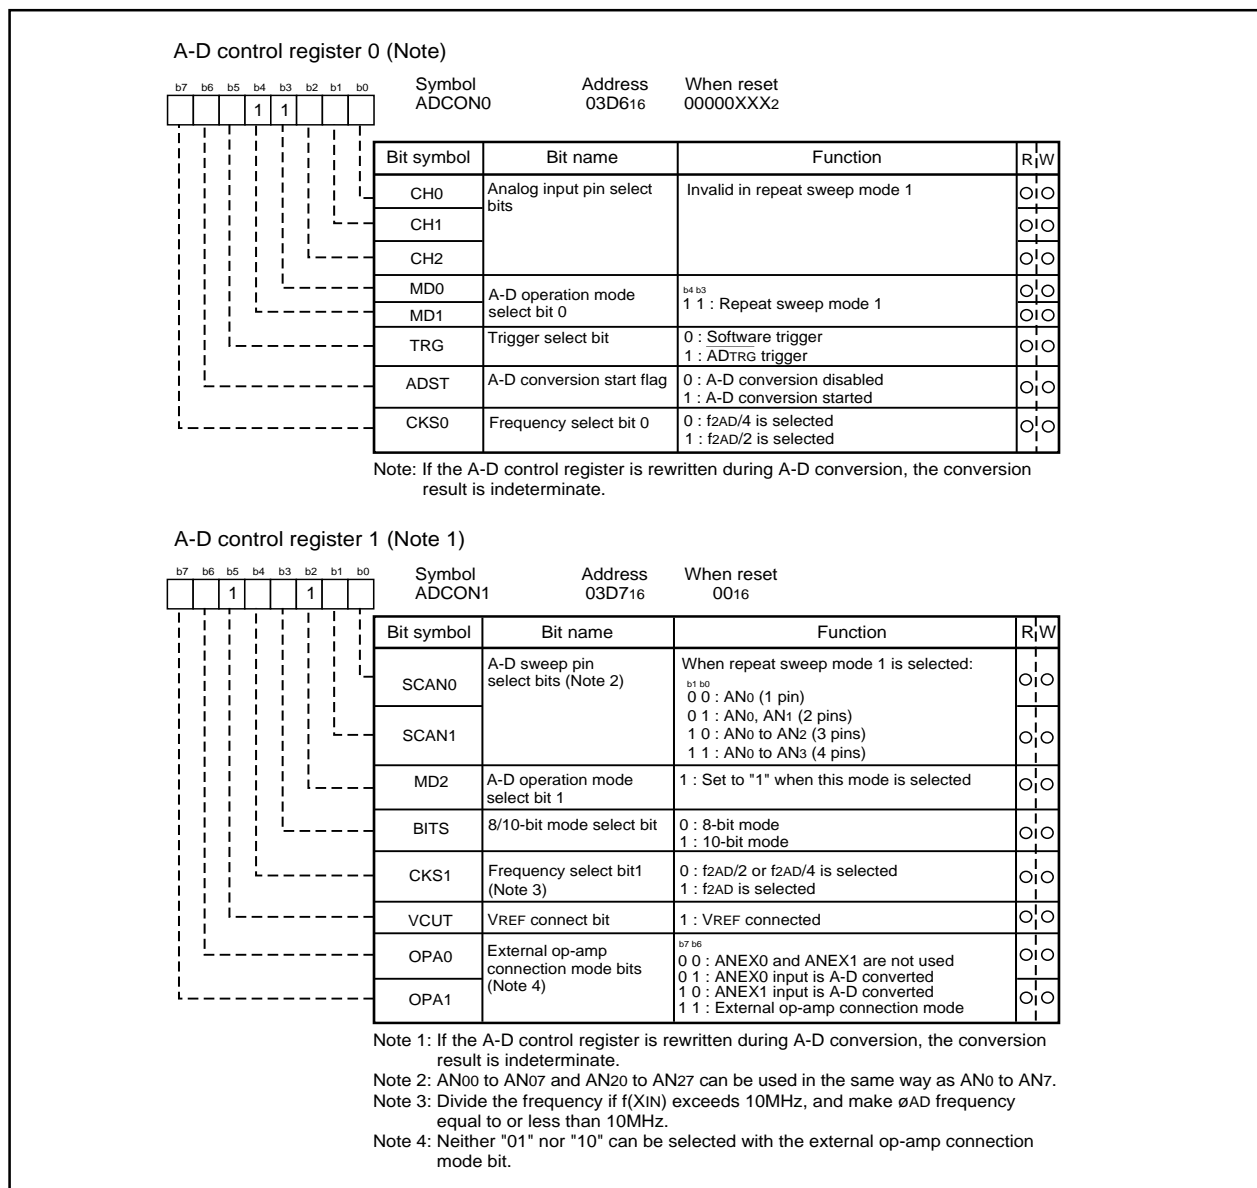 A-D control register 0 (Note)
b7 b6 b5 b4 b3 b2 b1 b0
1 1
Symbol Address When reset
ADCON0 03D616 00000XXX2
Bit symbol Bit name Function R W
CH0 Analog input pin select bits Invalid in repeat sweep mode 1
CH1
CH2
MD0 A-D operation mode select bit 0 b4 b3
MD1 1 1 : Repeat sweep mode 1
TRG Trigger select bit 0 : Software trigger
1 : ADTRG trigger
ADST A-D conversion start flag 0 : A-D conversion disabled
1 : A-D conversion started
CKS0 Frequency select bit 0 0 : f2AD/4 is selected
1 : f2AD/2 is selected
Note: If the A-D control register is rewritten during A-D conversion, the conversion
result is indeterminate.
A-D control register 1 (Note 1)
b7 b6 b5 b4 b3 b2 b1 b0
1 1
Symbol Address When reset
ADCON1 03D716 0016
Bit symbol Bit name Function R W
SCAN0 A-D sweep pin select bits (Note 2) When repeat sweep mode 1 is selected:
b1 b0
0 0 : AN0 (1 pin)
0 1 : AN0, AN1 (2 pins)
SCAN1 1 0 : AN0 to AN2 (3 pins)
1 1 : AN0 to AN3 (4 pins)
MD2 A-D operation mode select bit 1 1 : Set to "1" when this mode is selected
BITS 8/10-bit mode select bit 0 : 8-bit mode
1 : 10-bit mode
CKS1 Frequency select bit1 (Note 3) 0 : f2AD/2 or f2AD/4 is selected
1 : f2AD is selected
VCUT VREF connect bit 1 : VREF connected
OPA0 External op-amp connection mode bits (Note 4) b7 b6
0 0 : ANEX0 and ANEX1 are not used
0 1 : ANEX0 input is A-D converted
OPA1 1 0 : ANEX1 input is A-D converted
1 1 : External op-amp connection mode
Note 1: If the A-D control register is rewritten during A-D conversion, the conversion
result is indeterminate.
Note 2: AN00 to AN07 and AN20 to AN27 can be used in the same way as AN0 to AN7.
Note 3: Divide the frequency if f(XIN) exceeds 10MHz, and make øAD frequency
equal to or less than 10MHz.
Note 4: Neither "01" nor "10" can be selected with the external op-amp connection
mode bit.